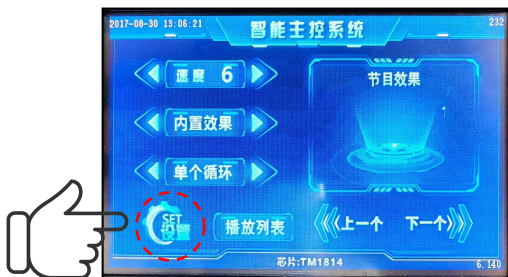 2017-08-30 13:06:21
智能主控系统
232
速度 6
节目效果
内置效果
单个循环
SET
设置
播放列表
上一个 下一个
芯片:TM1814
6.140